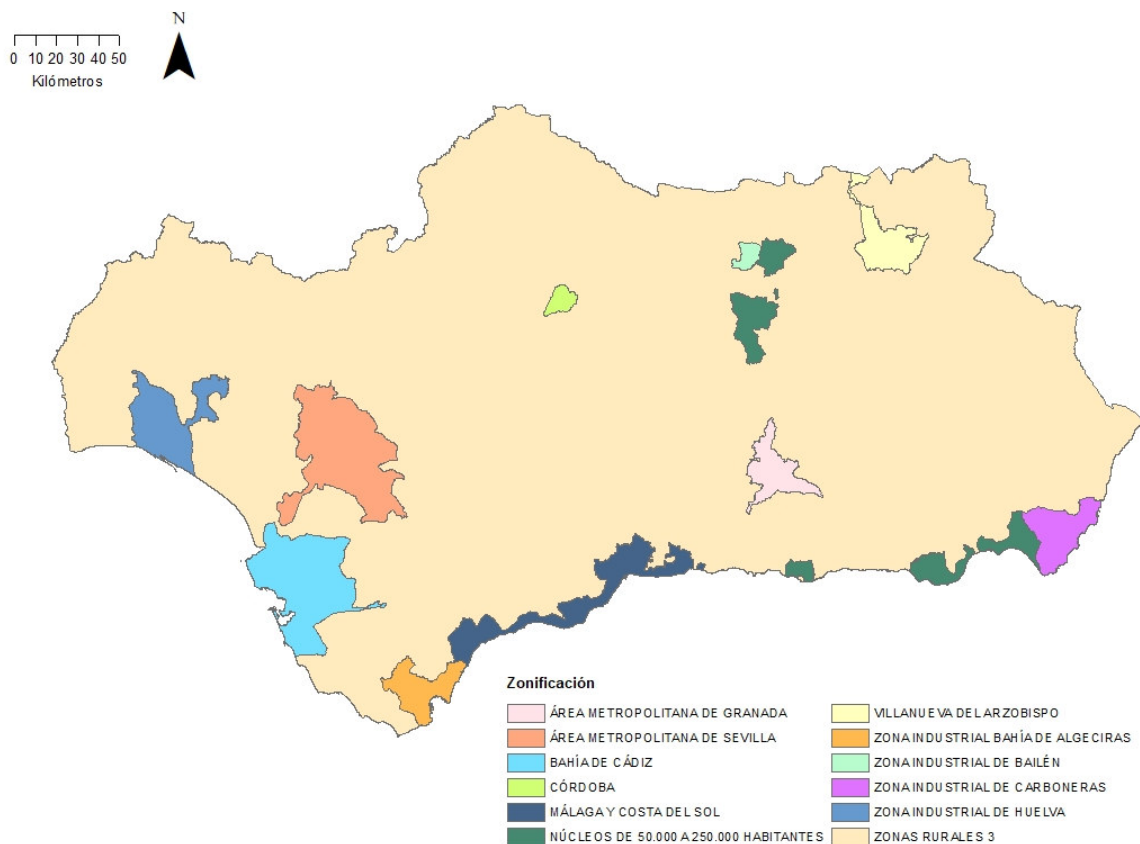 N
0 10 20 30 40 50
Kilómetros
Zonificación
ÁREA METROPOLITANA DE GRANADA
ÁREA METROPOLITANA DE SEVILLA
BAHÍA DE CÁDIZ
CÓRDOBA
MÁLAGA Y COSTA DEL SOL
NÚCLEOS DE 50.000 A 250.000 HABITANTES
VILLANUEVA DEL ARZOBISPO
ZONA INDUSTRIAL BAHÍA DE ALGECIRAS
ZONA INDUSTRIAL DE BAILÉN
ZONA INDUSTRIAL DE CARBONERAS
ZONA INDUSTRIAL DE HUELVA
ZONAS RURALES 3